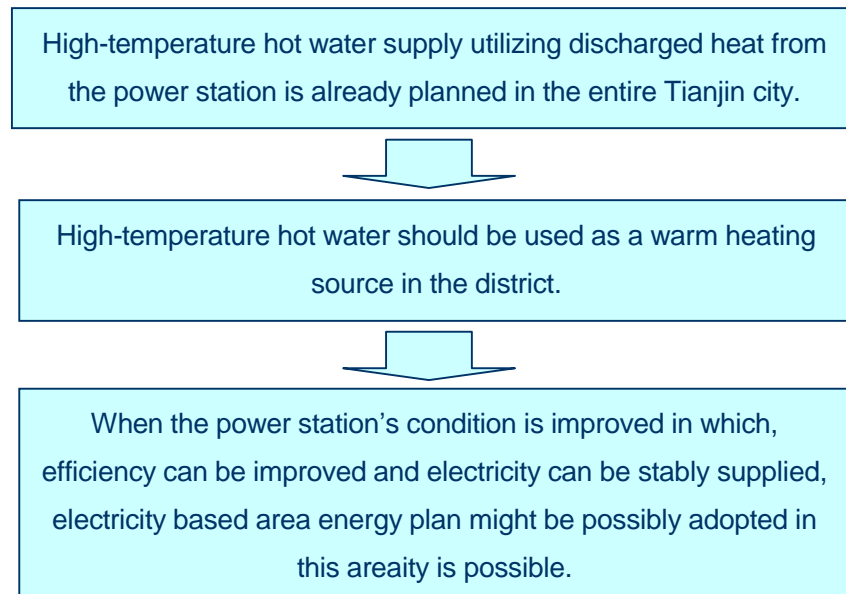 High-temperature hot water supply utilizing discharged heat from
the power station is already planned in the entire Tianjin city.
High-temperature hot water should be used as a warm heating
source in the district.
When the power station’s condition is improved in which,
efficiency can be improved and electricity can be stably supplied,
electricity based area energy plan might be possibly adopted in
this areaity is possible.